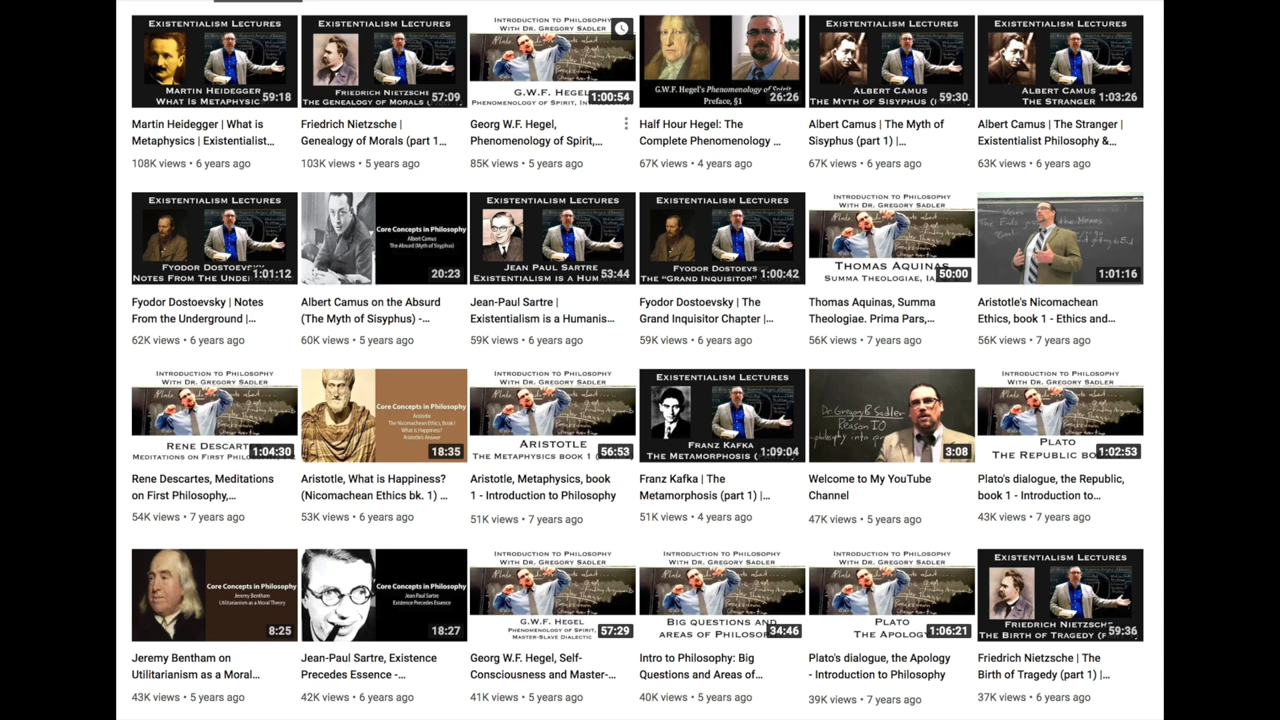 EXISTENTIALISM LECTURES
MARTIN HEIDEGGER
WHAT IS METAPHYSIC
59:18
Martin Heidegger | What is
Metaphysics | Existentialist...
108K views • 6 years ago
EXISTENTIALISM LECTURES
FRIEDRICH NIETZSCHE
THE GENEALOGY OF MORALS
57:09
Friedrich Nietzsche |
Genealogy of Morals (part 1...
103K views • 5 years ago
INTRODUCTION TO PHILOSOPHY
WITH DR. GREGORY SADLER
G.W.F. HEGEL
PHENOMENOLOGY OF SPIRIT,
1:00:54
Georg W.F. Hegel,
Phenomenology of Spirit,...
85K views • 5 years ago
G.W.F. Hegel's Phenomenology of Spirit
Preface, §1
26:26
Half Hour Hegel: The
Complete Phenomenology ...
67K views • 4 years ago
EXISTENTIALISM LECTURES
ALBERT CAMUS
THE MYTH OF SISYPHUS
59:30
Albert Camus | The Myth of
Sisyphus (part 1) |...
67K views • 6 years ago
EXISTENTIALISM LECTURES
ALBERT CAMUS
THE STRANGER
1:03:26
Albert Camus | The Stranger |
Existentialist Philosophy &...
63K views • 6 years ago
EXISTENTIALISM LECTURES
FYODOR DOSTOEVSKY
NOTES FROM THE UNDE
1:01:12
Fyodor Dostoevsky | Notes
From the Underground |...
62K views • 6 years ago
Core Concepts in Philosophy
Albert Camus
The Absurd (Myth of Sisyphus)
20:23
Albert Camus on the Absurd
(The Myth of Sisyphus) -...
60K views • 5 years ago
EXISTENTIALISM LECTURES
JEAN PAUL SARTRE
EXISTENTIALISM IS A HUM
53:44
Jean-Paul Sartre |
Existentialism is a Humanis...
59K views • 6 years ago
EXISTENTIALISM LECTURES
FYODOR DOSTOEVS
THE "GRAND INQUISITOR"
1:00:42
Fyodor Dostoevsky | The
Grand Inquisitor Chapter |...
59K views • 6 years ago
INTRODUCTION TO PHILOSOPHY
WITH DR. GREGORY SADLER
THOMAS AQUINAS
SUMMA THEOLOGIAE, IA
50:00
Thomas Aquinas, Summa
Theologiae. Prima Pars,...
56K views • 7 years ago
1:01:16
Aristotle's Nicomachean
Ethics, book 1 - Ethics and...
56K views • 7 years ago
INTRODUCTION TO PHILOSOPHY
WITH DR. GREGORY SADLER
RENE DESCART
MEDITATIONS ON FIRST PHILO
1:04:30
Rene Descartes, Meditations
on First Philosophy,...
54K views • 7 years ago
Core Concepts in Philosophy
Aristotle
The Nicomachean Ethics, Book I
What is Happiness?
Aristotle's Answer
18:35
Aristotle, What is Happiness?
(Nicomachean Ethics bk. 1) ...
53K views • 6 years ago
INTRODUCTION TO PHILOSOPHY
WITH DR. GREGORY SADLER
ARISTOTLE
THE METAPHYSICS BOOK 1
56:53
Aristotle, Metaphysics, book
1 - Introduction to Philosophy
51K views • 7 years ago
EXISTENTIALISM LECTURES
FRANZ KAFKA
THE METAMORPHOSIS
1:09:04
Franz Kafka | The
Metamorphosis (part 1) |...
51K views • 4 years ago
Dr. Gregory B Sadler
Reason IO
philosophy into
3:08
Welcome to My YouTube
Channel
47K views • 5 years ago
INTRODUCTION TO PHILOSOPHY
WITH DR. GREGORY SADLER
PLATO
THE REPUBLIC BO
1:02:53
Plato's dialogue, the Republic,
book 1 - Introduction to...
43K views • 7 years ago
Core Concepts in Philosophy
Jeremy Bentham
Utilitarianism as a Moral Theory
8:25
Jeremy Bentham on
Utilitarianism as a Moral...
43K views • 5 years ago
Core Concepts in Philosophy
Jean Paul Sartre
Existence Precedes Essence
18:27
Jean-Paul Sartre, Existence
Precedes Essence -...
42K views • 6 years ago
INTRODUCTION TO PHILOSOPHY
WITH DR. GREGORY SADLER
G.W.F. HEGEL
PHENOMENOLOGY OF SPIRIT,
MASTER-SLAVE DIALECTIC
57:29
Georg W.F. Hegel, Self-
Consciousness and Master-...
41K views • 5 years ago
INTRODUCTION TO PHILOSOPHY
WITH DR. GREGORY SADLER
BIG QUESTIONS AND
AREAS OF PHILOSO
34:46
Intro to Philosophy: Big
Questions and Areas of...
40K views • 5 years ago
INTRODUCTION TO PHILOSOPHY
WITH DR. GREGORY SADLER
PLATO
THE APOLOGY
1:06:21
Plato's dialogue, the Apology
- Introduction to Philosophy
39K views • 7 years ago
EXISTENTIALISM LECTURES
FRIEDRICH NIETZSCHE
THE BIRTH OF TRAGEDY
59:36
Friedrich Nietzsche | The
Birth of Tragedy (part 1) |...
37K views • 6 years ago